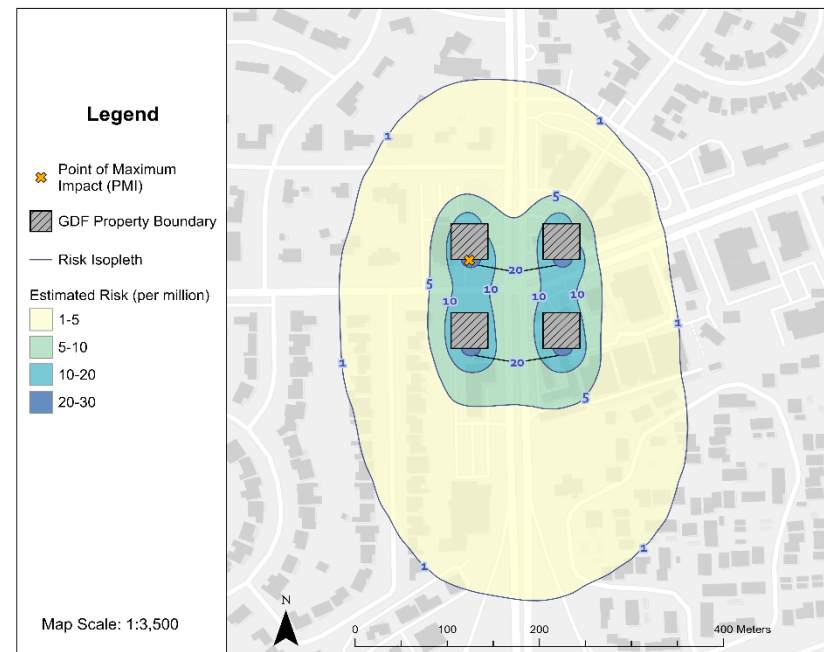 Legend
Point of Maximum
Impact (PMI)
GDF Property Boundary
Risk Isopleth
Estimated Risk (per million)
1-5
5-10
10-20
20-30
Map Scale: 1:3,500
1
1
5
20
5
10
10
10
10
1
20
1
5
1
1
N
0
100
200
400 Meters